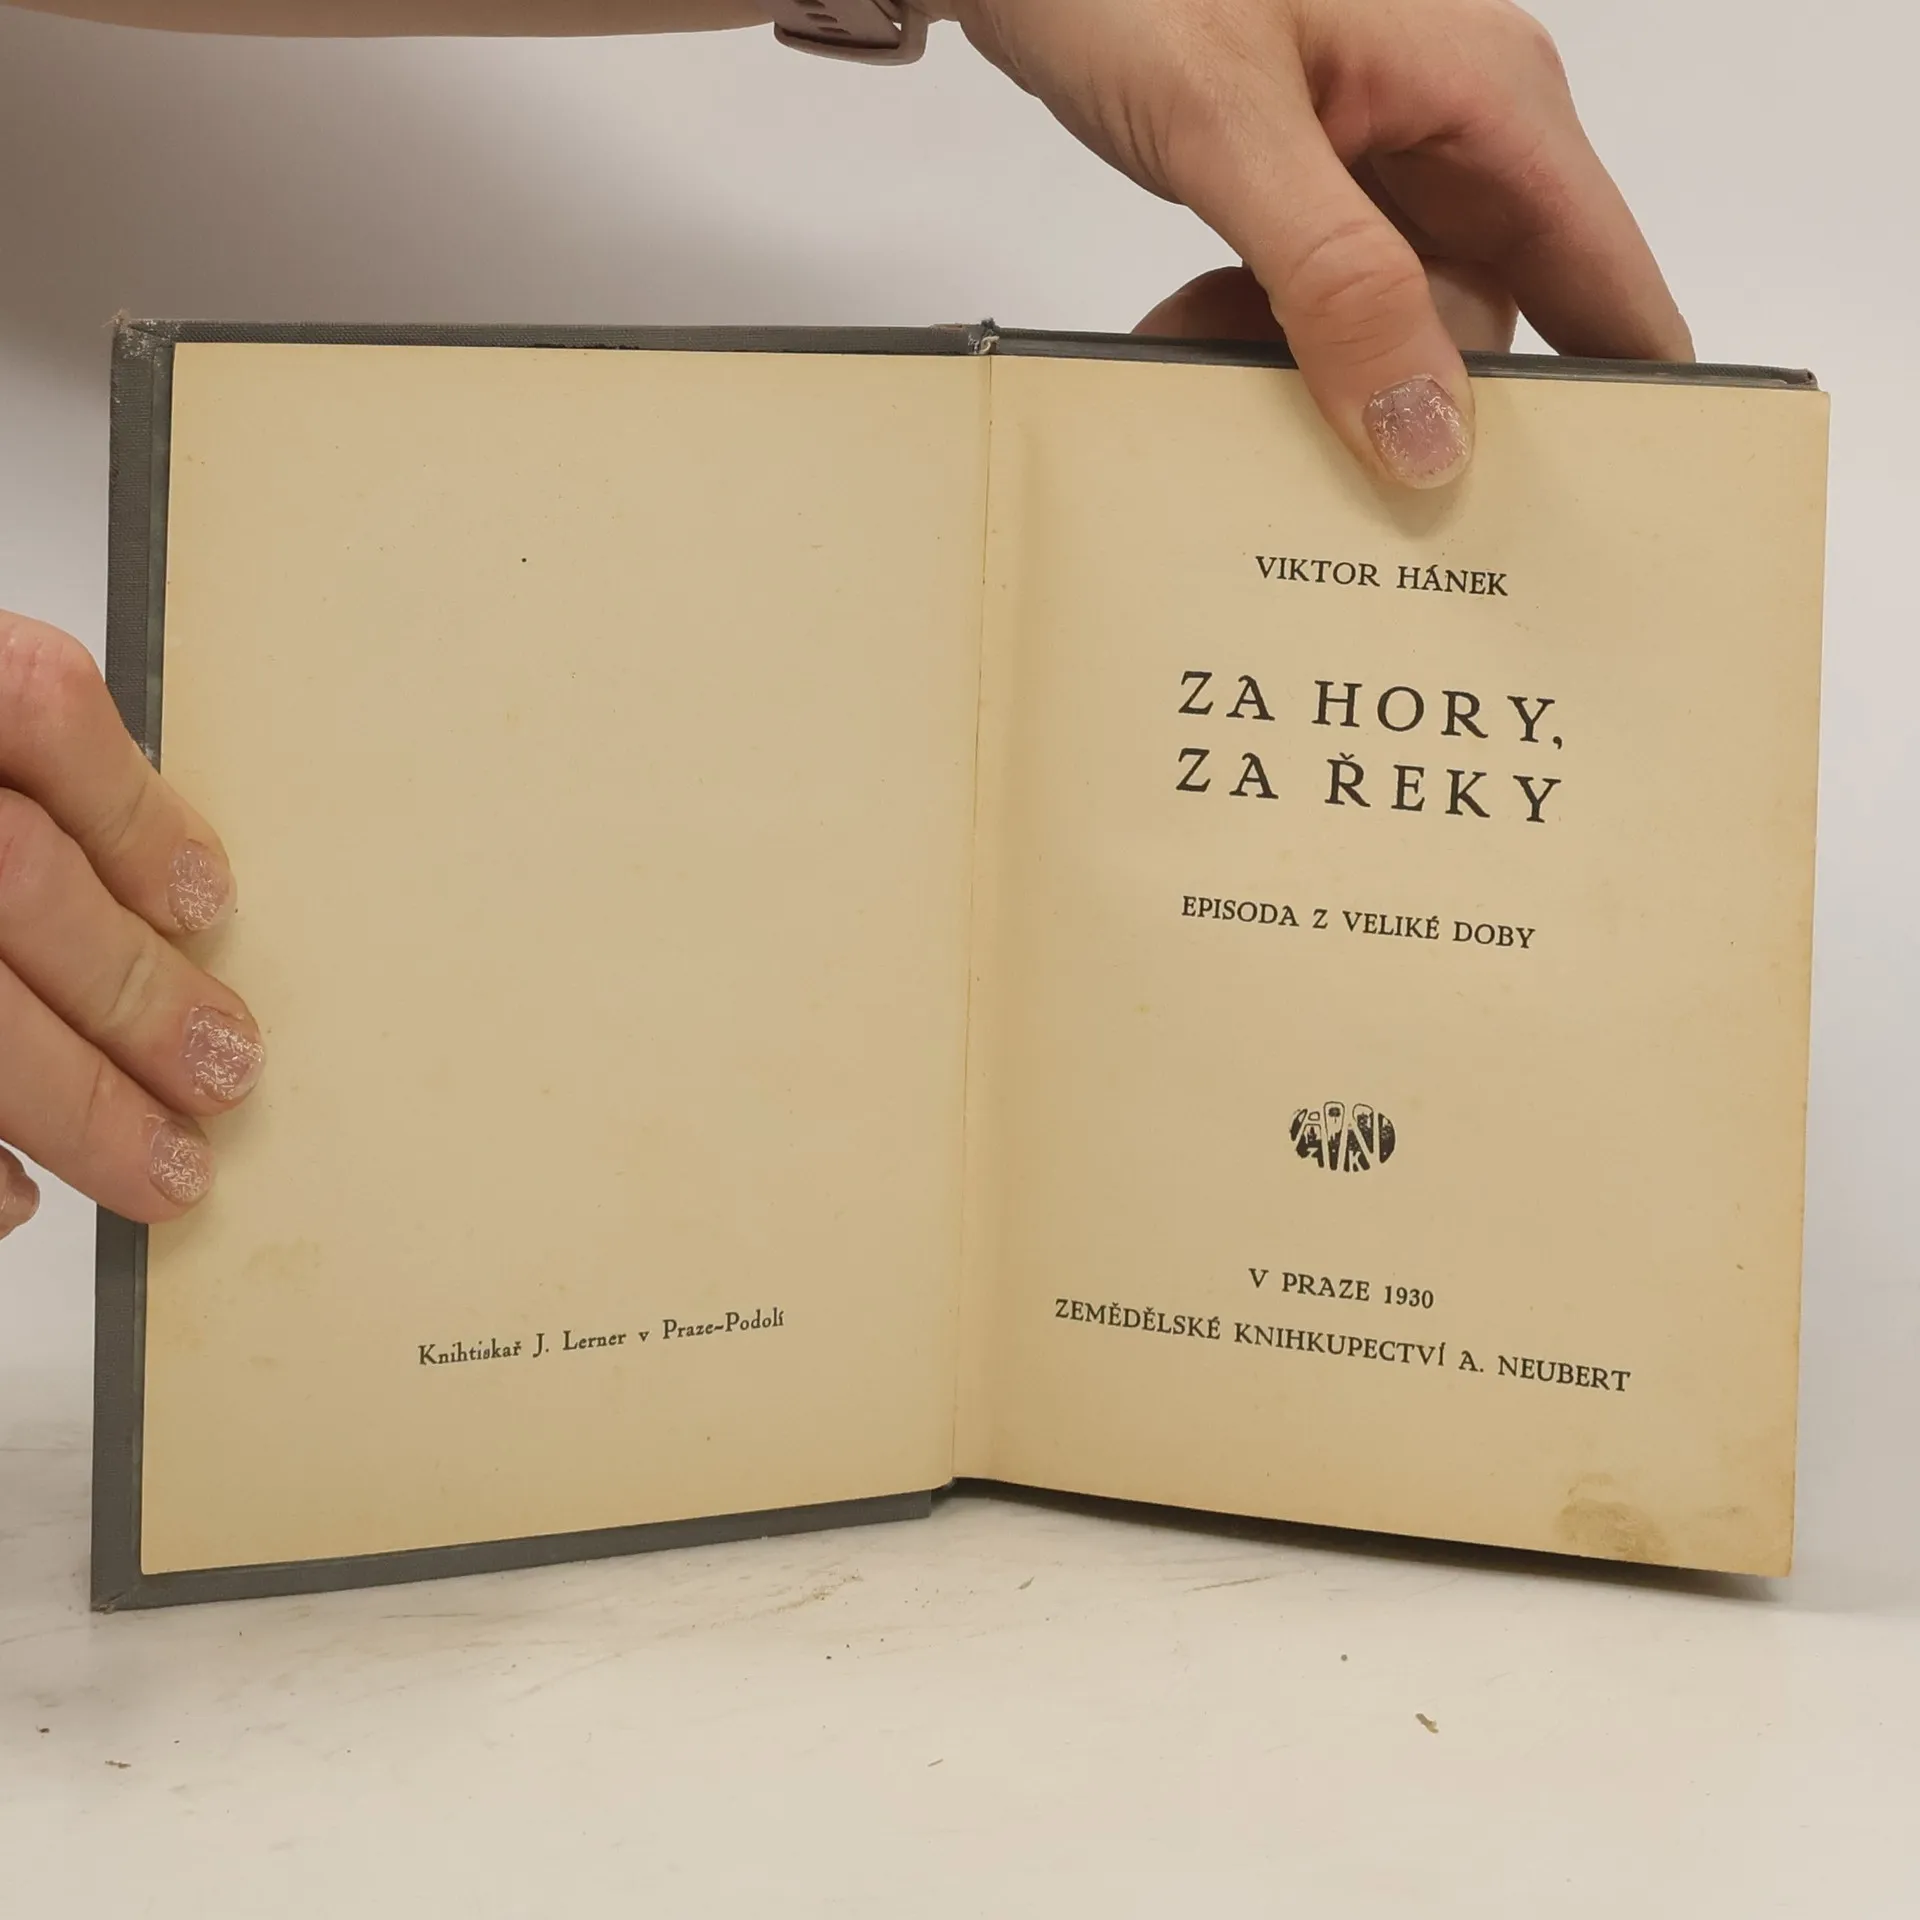 Knihtiskař J. Lerner v Praze-Podolí
VIKTOR HÁNEK
ZA HORY,
ZA ŘEKY
EPISODA Z VELIKÉ DOBY
V PRAZE 1930
ZEMĚDĚLSKÉ KNIHKUPECTVÍ A. NEUBERT